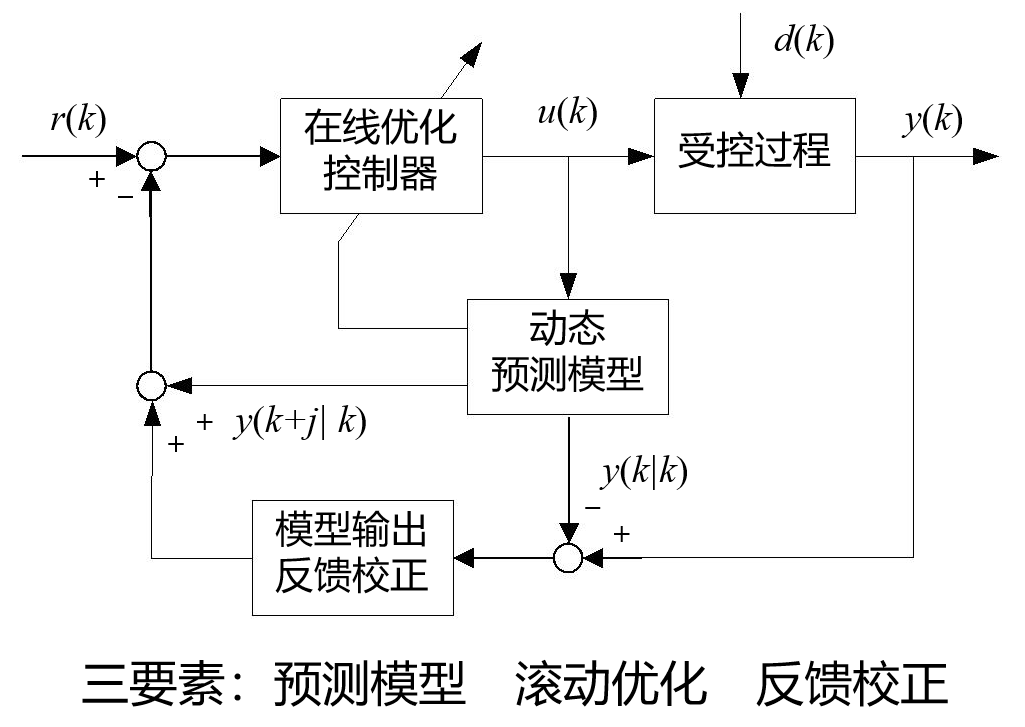 d(k)
r(k)
在线优化
控制器
u(k)
受控过程
y(k)
+
−
动态
预测模型
+
y(k+j| k)
+
y(k|k)
−
+
模型输出
反馈校正
三要素：预测模型 滚动优化 反馈校正